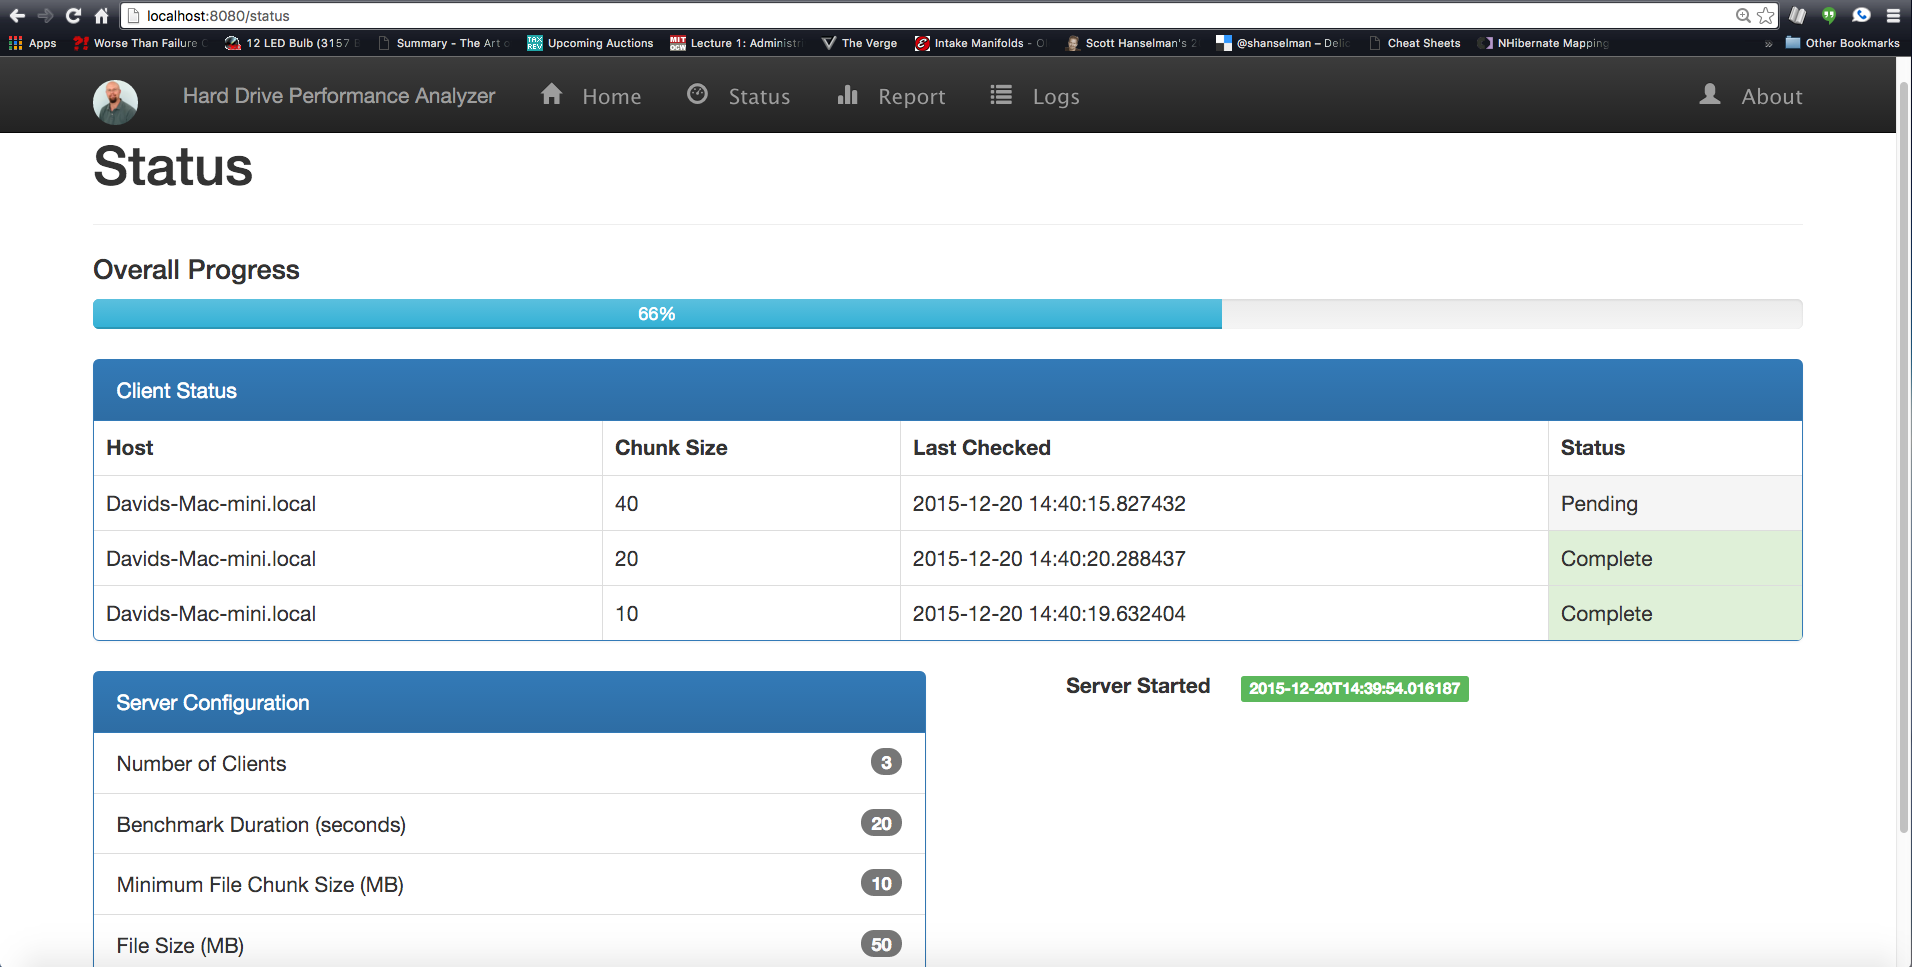 localhost:8080/status
Apps Worse Than Failure 12 LED Bulb (3157 Summary - The Art Upcoming Auctions Lecture 1: The Verge Intake Manifolds - Scott Hanselman's @shanselman – Cheat Sheets NHibernate Mapping » Other Bookmarks
Hard Drive Performance Analyzer Home Status Report Logs About
Status
Overall Progress
66%
Client Status
Host Chunk Size Last Checked Status
Davids-Mac-mini.local 40 2015-12-20 14:40:15.827432 Pending
Davids-Mac-mini.local 20 2015-12-20 14:40:20.288437 Complete
Davids-Mac-mini.local 10 2015-12-20 14:40:19.632404 Complete
Server Configuration
Server Started 2015-12-20T14:39:54.016187
Number of Clients 3
Benchmark Duration (seconds) 20
Minimum File Chunk Size (MB) 10
File Size (MB) 50